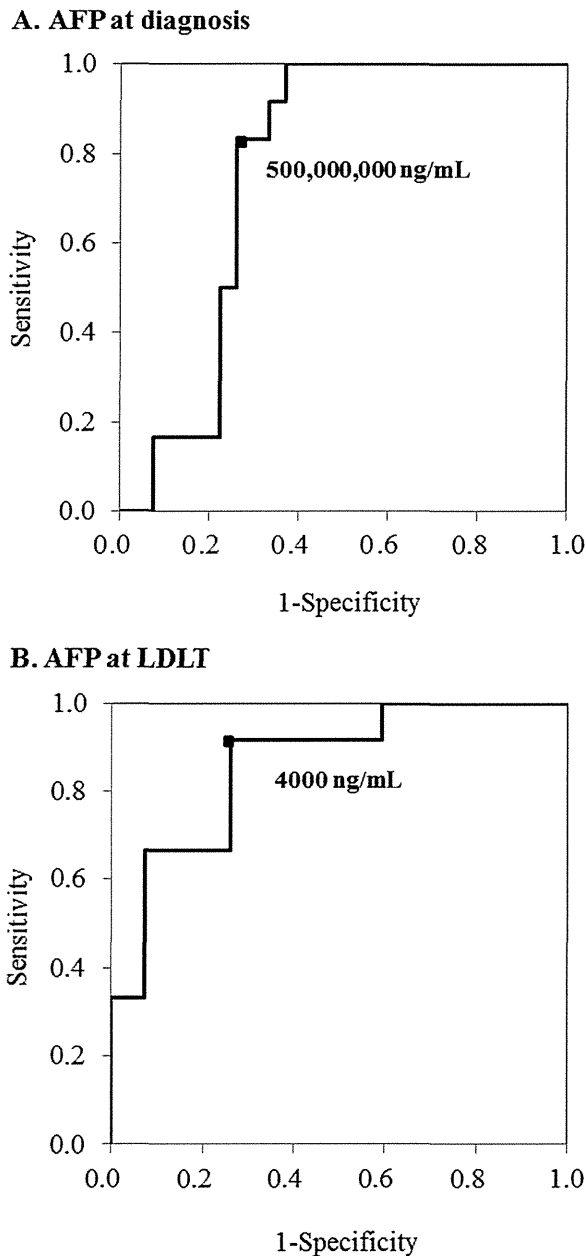 A. AFP at diagnosis
1.0
0.8
500,000,000 ng/mL
0.6
Sensitivity
0.4
0.2
0.0
0.0 0.2 0.4 0.6 0.8 1.0
1-Specificity
B. AFP at LDLT
1.0
4000 ng/mL
0.8
0.6
Sensitivity
0.4
0.2
0.0
0.0 0.2 0.4 0.6 0.8 1.0
1-Specificity